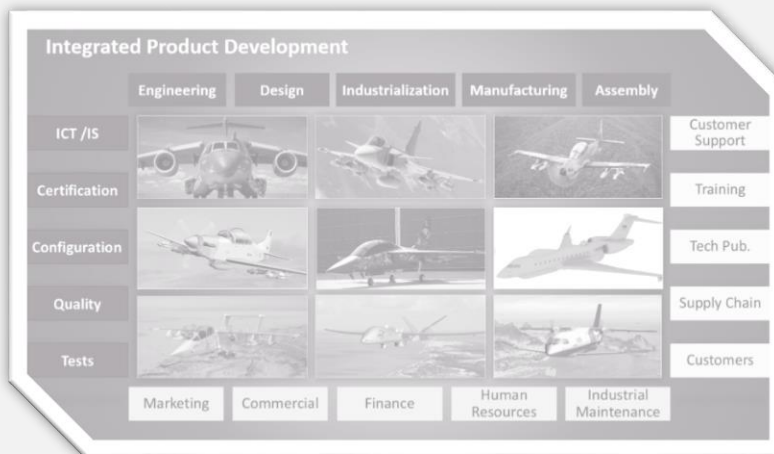 Integrated Product Development
Engineering
Design
Industrialization
Manufacturing
Assembly
ICT /IS
Certification
Configuration
Quality
Tests
Customer
Support
Training
Tech Pub.
Supply Chain
Customers
Marketing
Commercial
Finance
Human
Resources
Industrial
Maintenance